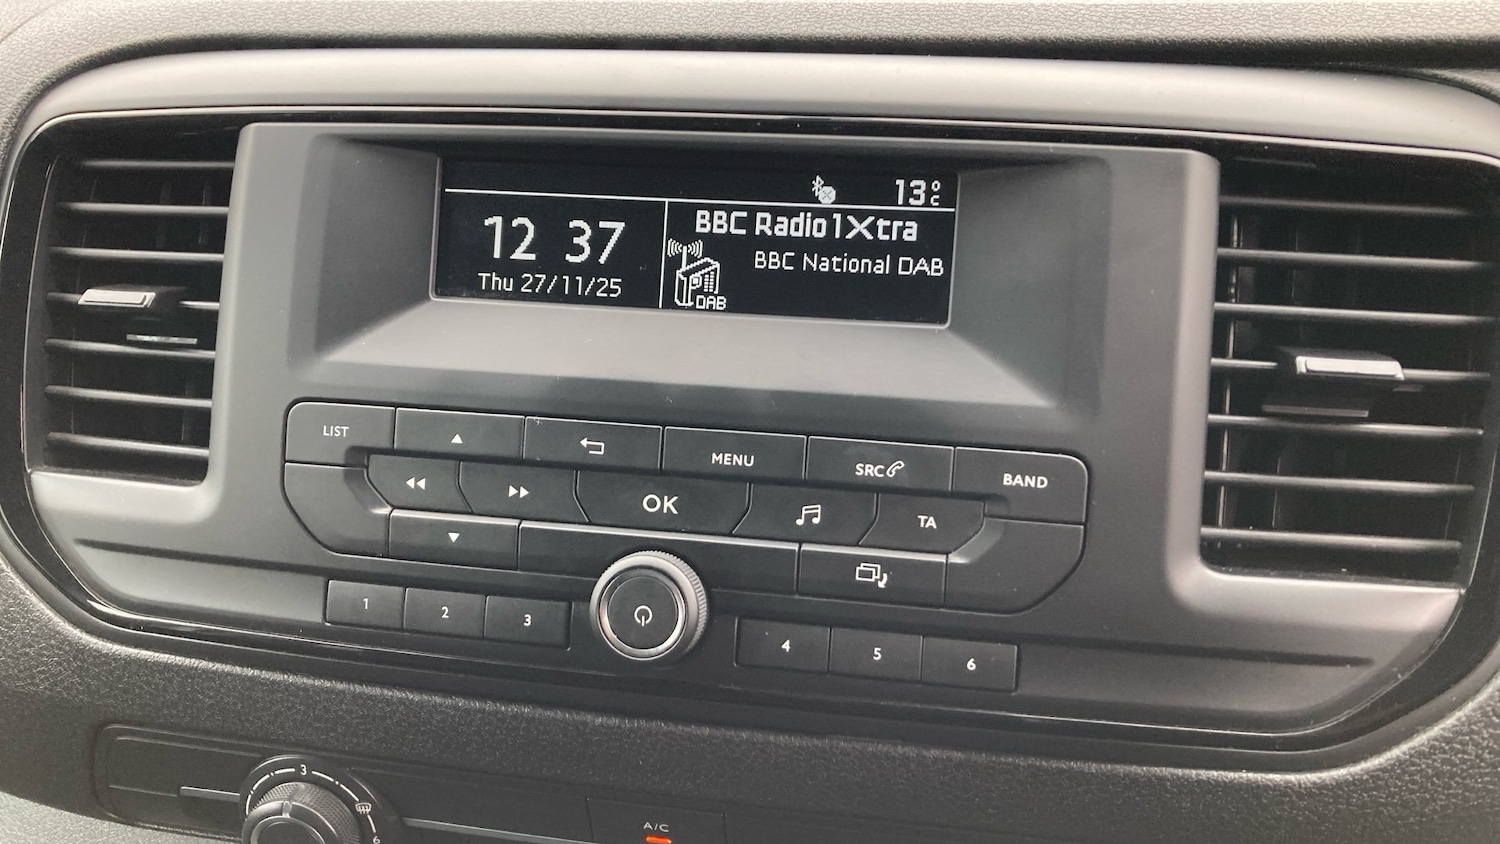 13°C
12 37
Thu 27/11/25
BBC Radio 1Xtra
BBC National DAB
DAB
LIST
MENU
SRC
BAND
OK
TA
1
2
3
4
5
6
3
6
A/C